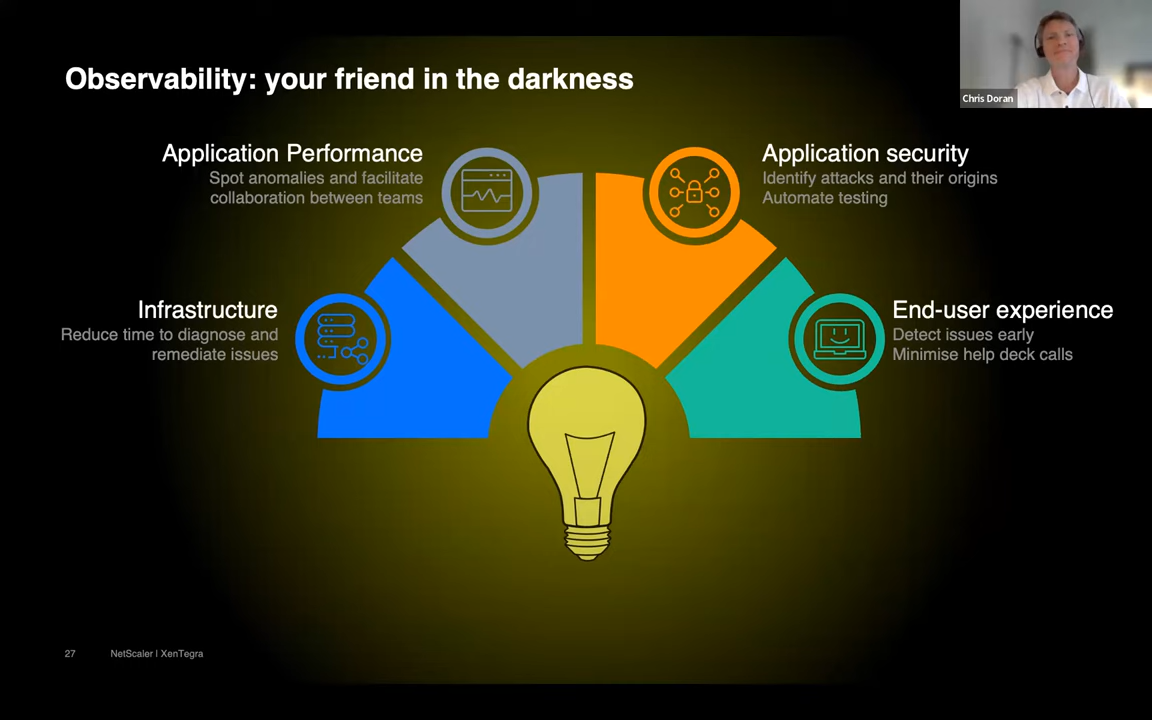 Observability: your friend in the darkness
Chris Doran
Application Performance
Spot anomalies and facilitate
collaboration between teams
Application security
Identify attacks and their origins
Automate testing
Infrastructure
Reduce time to diagnose and
remediate issues
End-user experience
Detect issues early
Minimise help deck calls
27
NetScaler | XenTegra